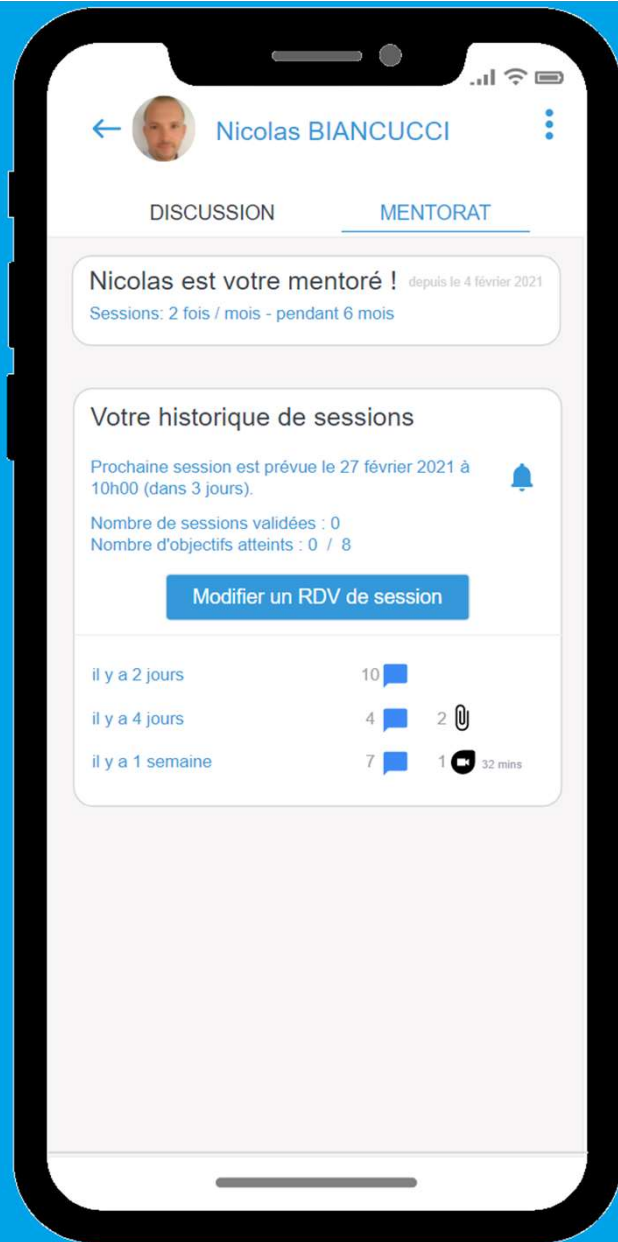 Nicolas BIANCUCCI
DISCUSSION MENTORAT
Nicolas est votre mentoré ! depuis le 4 février 2021
Sessions: 2 fois / mois - pendant 6 mois
Votre historique de sessions
Prochaine session est prévue le 27 février 2021 à
10h00 (dans 3 jours).
Nombre de sessions validées : 0
Nombre d'objectifs atteints : 0 / 8
Modifier un RDV de session
il y a 2 jours 10
il y a 4 jours 4 2
il y a 1 semaine 7 1 32 mins